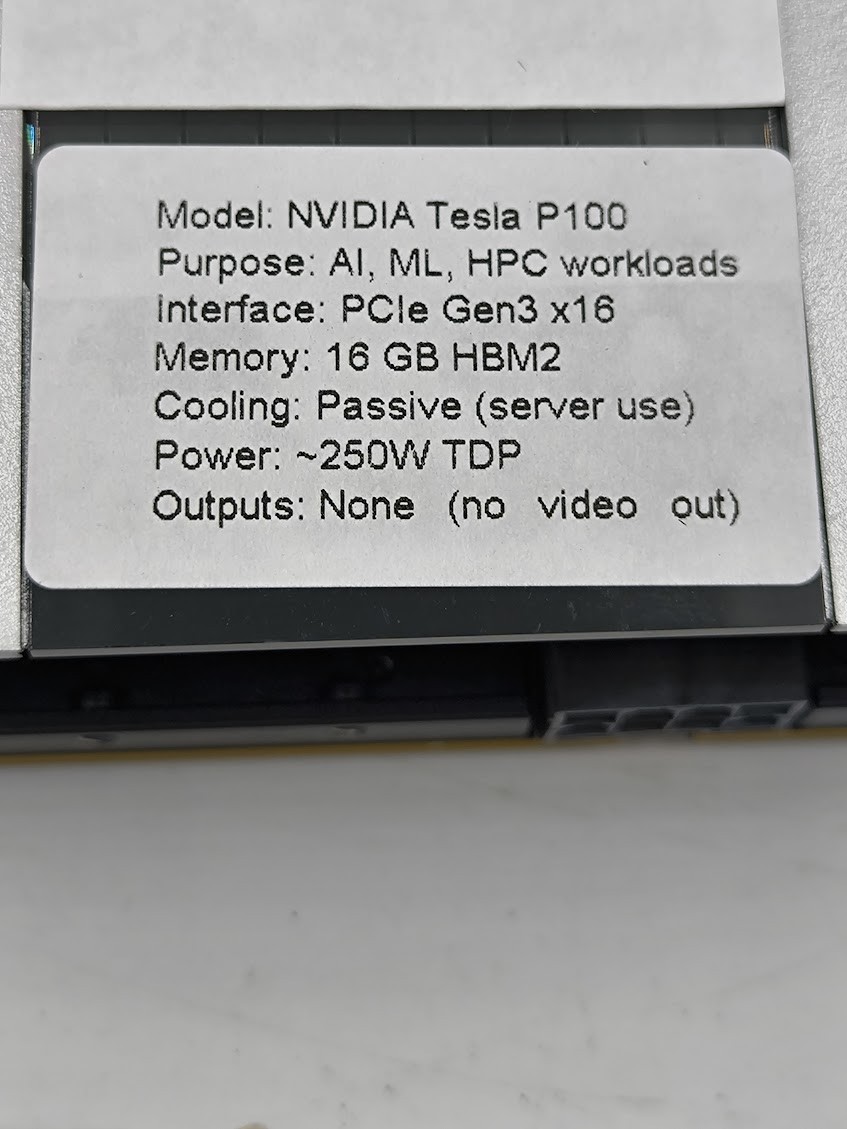 Model: NVIDIA Tesla P100
Purpose: AI, ML, HPC workloads
Interface: PCIe Gen3 x16
Memory: 16 GB HBM2
Cooling: Passive (server use)
Power: ~250W TDP
Outputs: None (no video out)